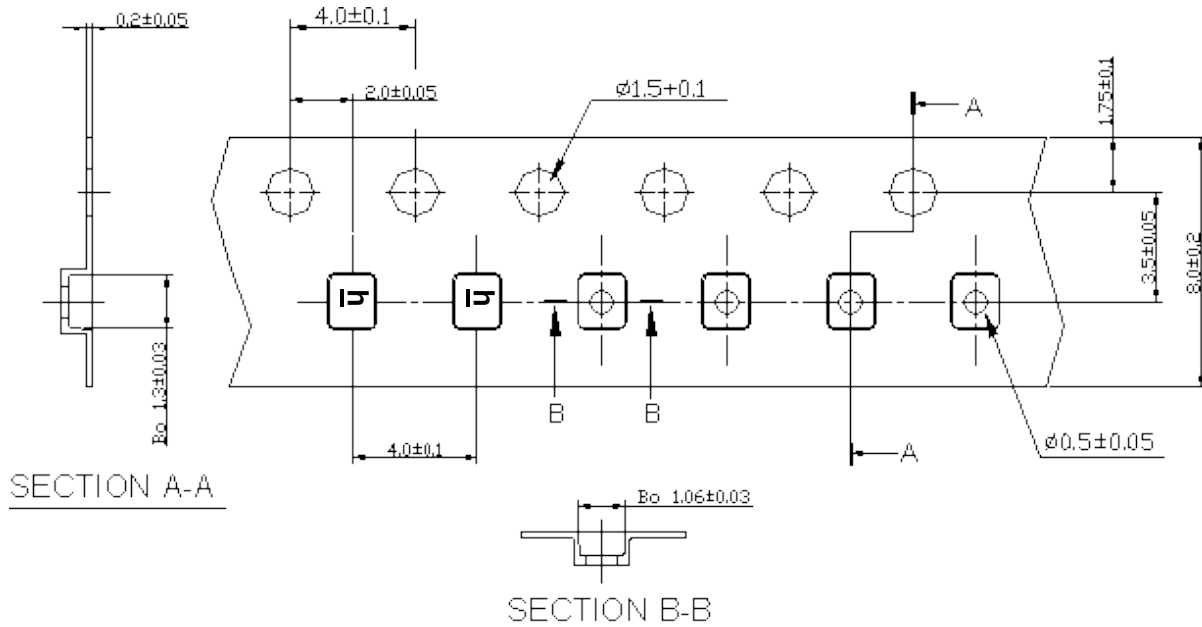 0.2±0.05
4.0±0.1
2.0±0.05
⌀1.5+0.1
A
1.75±0.1
3.5±0.05
8.0±0.2
Bo 1.3±0.03
B
B
4.0±0.1
A
⌀0.5±0.05
SECTION A-A
Bo 1.06±0.03
SECTION B-B